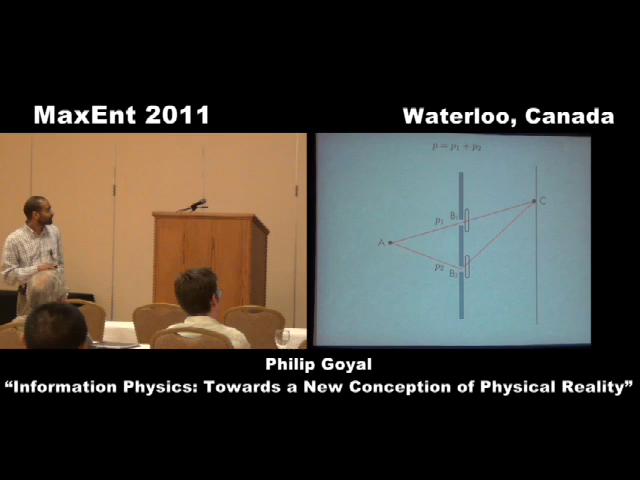 MaxEnt 2011
Waterloo, Canada
p = p₁ + p₂
p₁ B₁ C
A
p₂ B₂
Philip Goyal
“Information Physics: Towards a New Conception of Physical Reality”